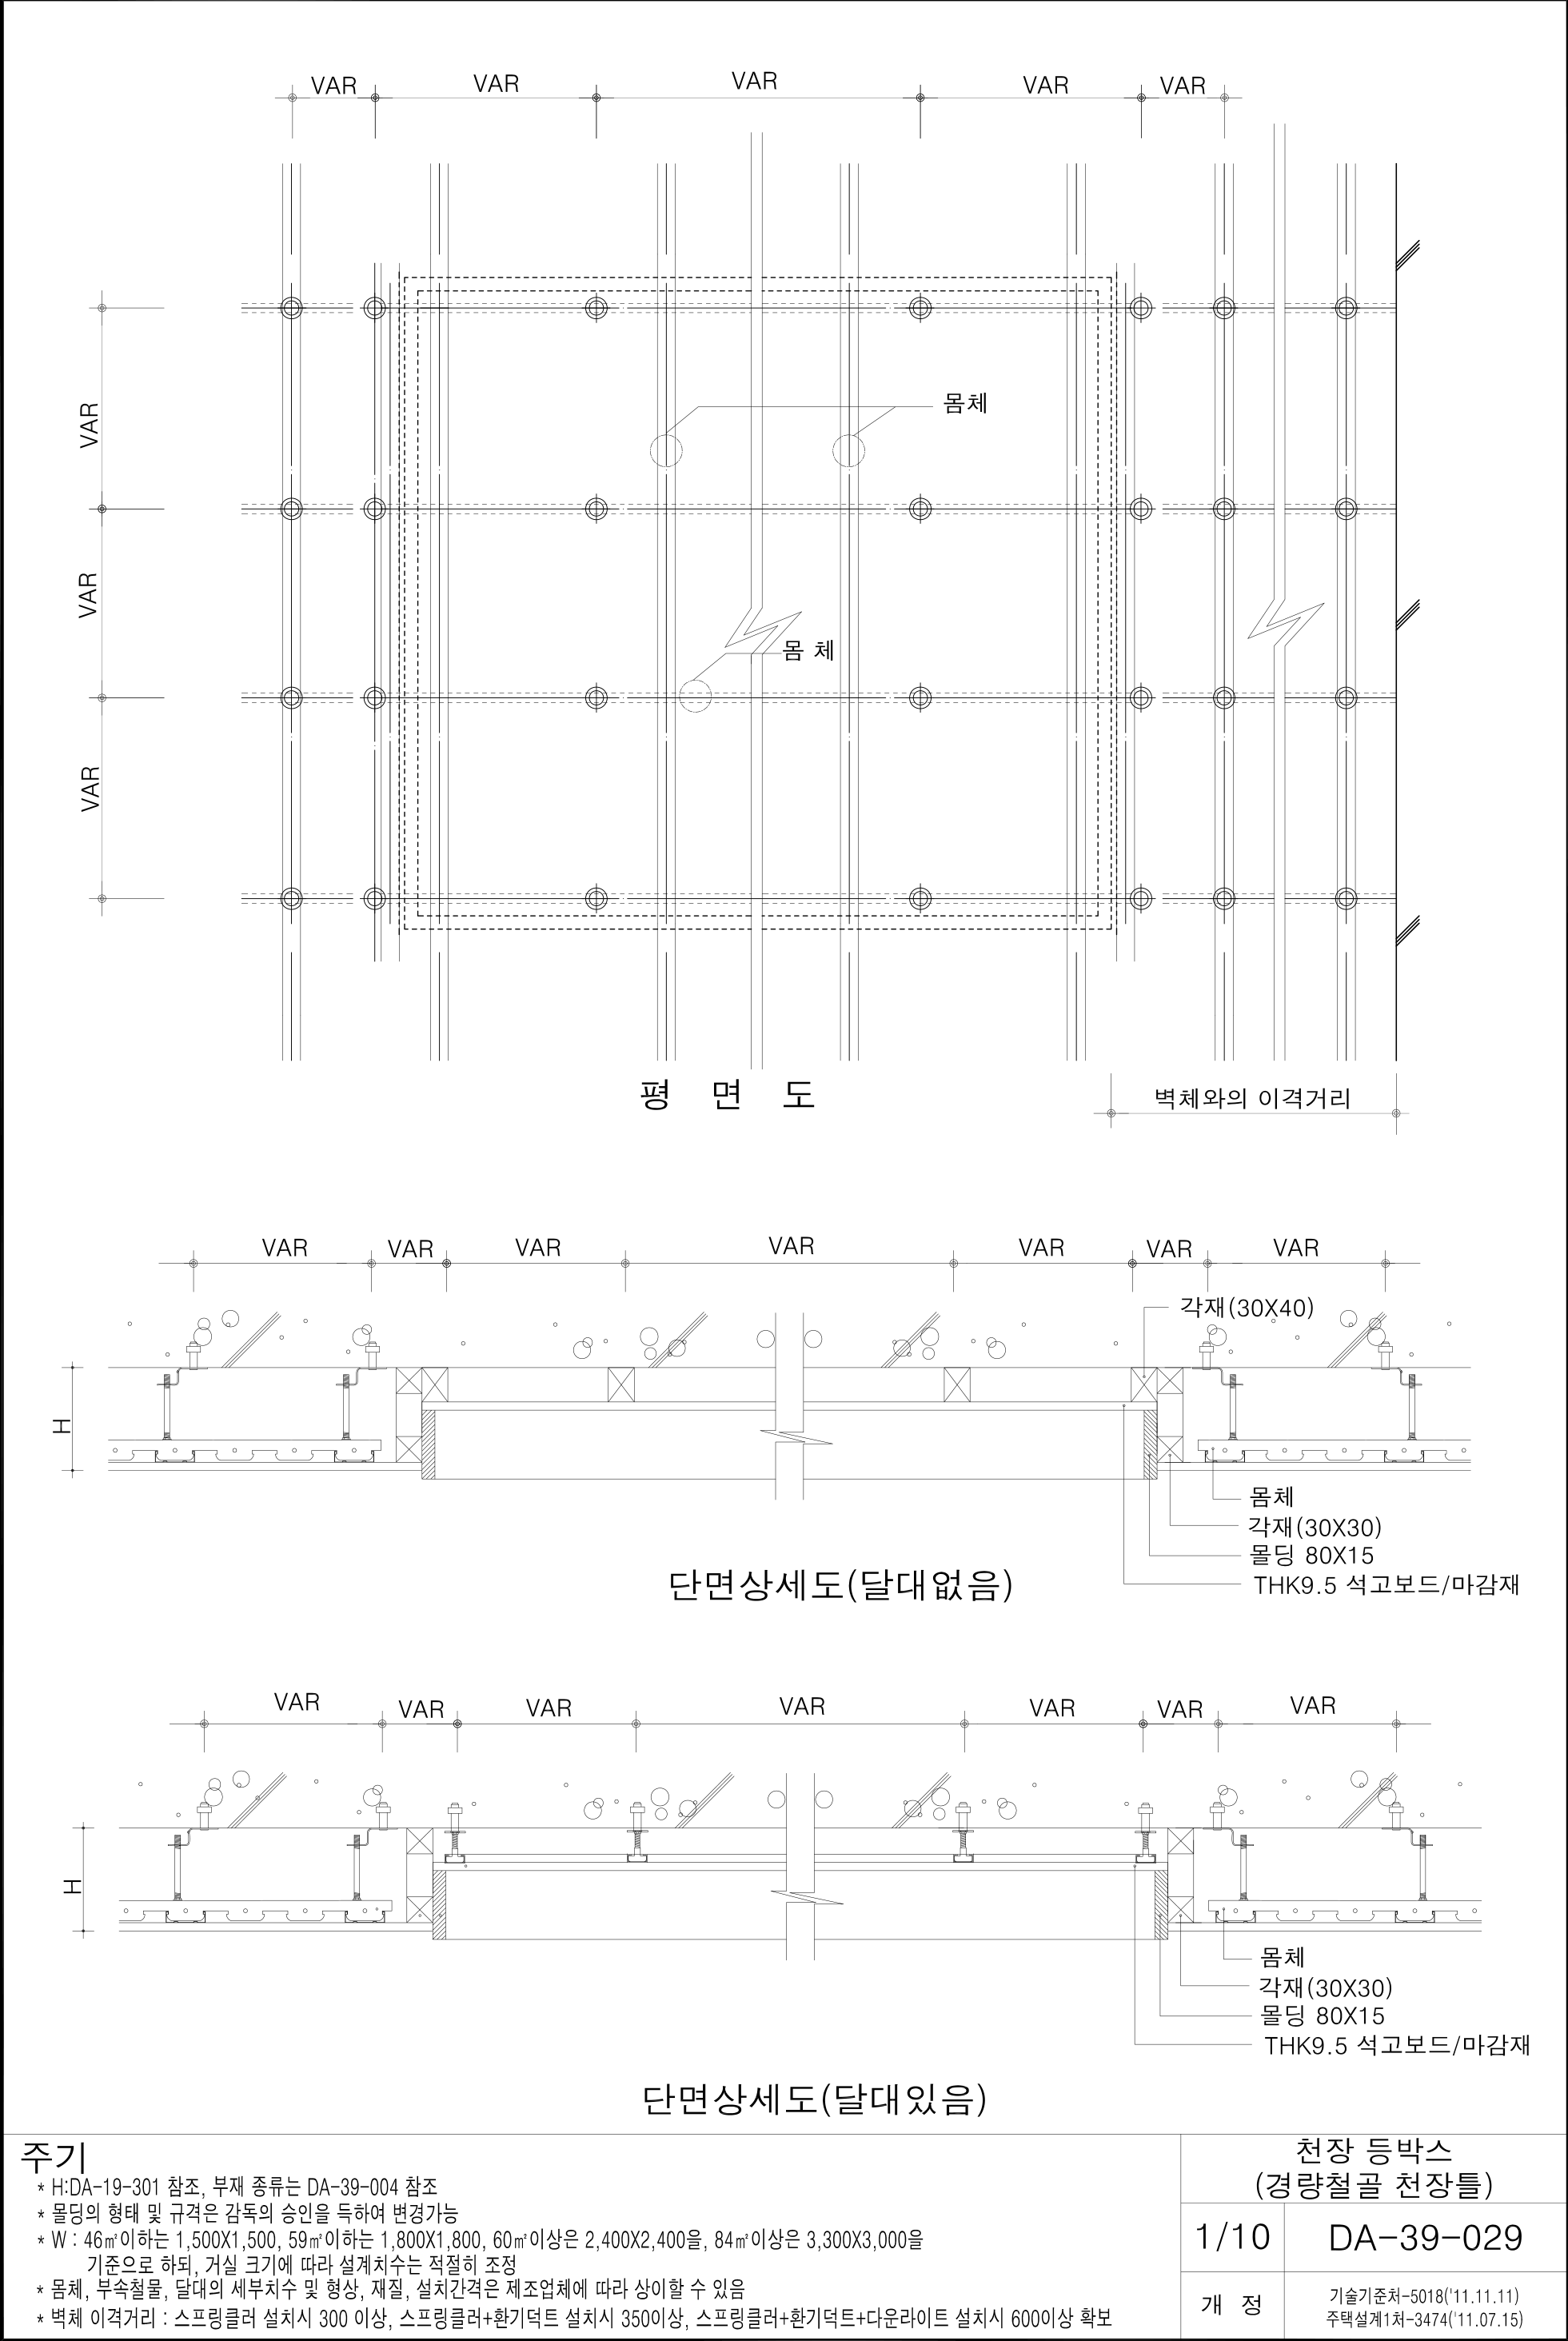 VAR VAR VAR VAR VAR
VAR
몸체
VAR
몸 체
VAR
평 면 도
벽체와의 이격거리
VAR VAR VAR VAR VAR VAR VAR
각재(30X40)
H
몸체
각재(30X30)
몰딩 80X15
THK9.5 석고보드/마감재
단면상세도(달대없음)
VAR VAR VAR VAR VAR VAR VAR
H
몸체
각재(30X30)
몰딩 80X15
THK9.5 석고보드/마감재
단면상세도(달대있음)
주기
* H:DA-19-301 참조, 부재 종류는 DA-39-004 참조
* 몰딩의 형태 및 규격은 감독의 승인을 득하여 변경가능
* W : 46㎡이하는 1,500X1,500, 59㎡이하는 1,800X1,800, 60㎡이상은 2,400X2,400을, 84㎡이상은 3,300X3,000을
기준으로 하되, 거실 크기에 따라 설계치수는 적절히 조정
* 몸체, 부속철물, 달대의 세부치수 및 형상, 재질, 설치간격은 제조업체에 따라 상이할 수 있음
* 벽체 이격거리 : 스프링클러 설치시 300 이상, 스프링클러+환기덕트 설치시 350이상, 스프링클러+환기덕트+다운라이트 설치시 600이상 확보
천장 등박스
(경량철골 천장틀)
1/10 DA-39-029
개 정
기술기준처-5018('11.11.11)
주택설계1처-3474('11.07.15)